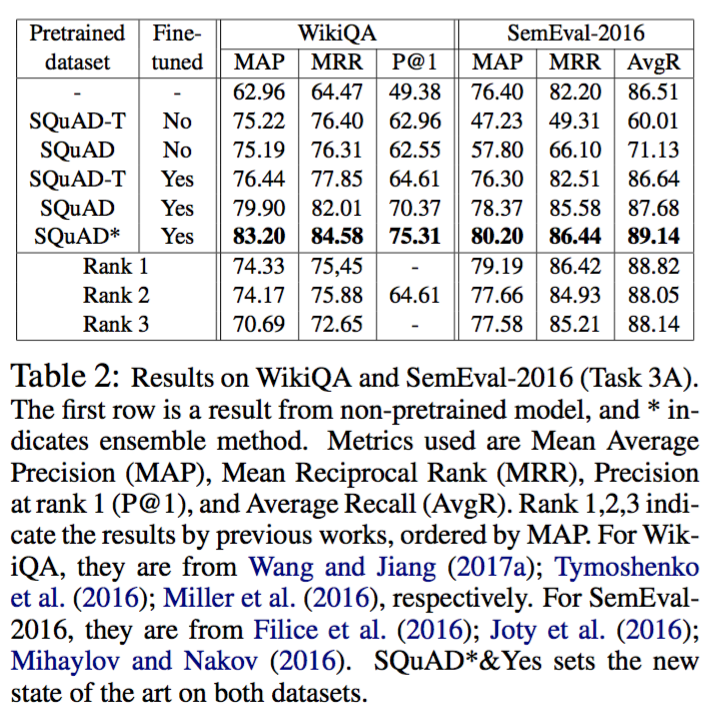 Pretrained Fine- WikiQA SemEval-2016
dataset tuned MAP MRR P@1 MAP MRR AvgR
- - 62.96 64.47 49.38 76.40 82.20 86.51
SQuAD-T No 75.22 76.40 62.96 47.23 49.31 60.01
SQuAD No 75.19 76.31 62.55 57.80 66.10 71.13
SQuAD-T Yes 76.44 77.85 64.61 76.30 82.51 86.64
SQuAD Yes 79.90 82.01 70.37 78.37 85.58 87.68
SQuAD* Yes 83.20 84.58 75.31 80.20 86.44 89.14
Rank 1 74.33 75,45 - 79.19 86.42 88.82
Rank 2 74.17 75.88 64.61 77.66 84.93 88.05
Rank 3 70.69 72.65 - 77.58 85.21 88.14
Table 2: Results on WikiQA and SemEval-2016 (Task 3A).
The first row is a result from non-pretrained model, and * in-
dicates ensemble method. Metrics used are Mean Average
Precision (MAP), Mean Reciprocal Rank (MRR), Precision
at rank 1 (P@1), and Average Recall (AvgR). Rank 1,2,3 indi-
cate the results by previous works, ordered by MAP. For Wik-
iQA, they are from Wang and Jiang (2017a); Tymoshenko
et al. (2016); Miller et al. (2016), respectively. For SemEval-
2016, they are from Filice et al. (2016); Joty et al. (2016);
Mihaylov and Nakov (2016). SQuAD*&Yes sets the new
state of the art on both datasets.